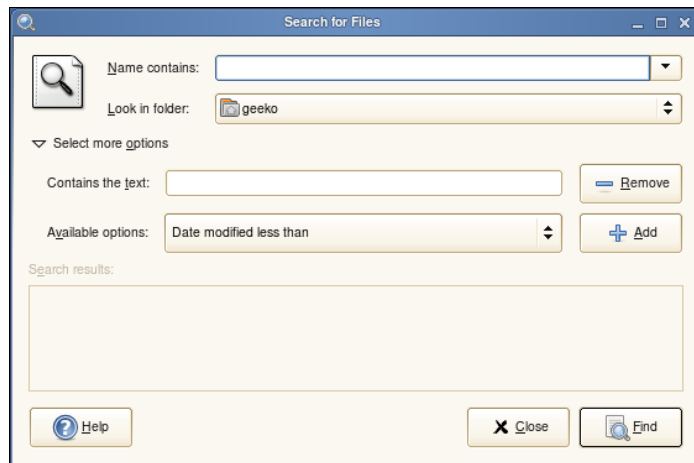 Search for Files
Name contains:
Look in folder: geeko
Select more options
Contains the text: Remove
Available options: Date modified less than Add
Search results:
Help Close Find